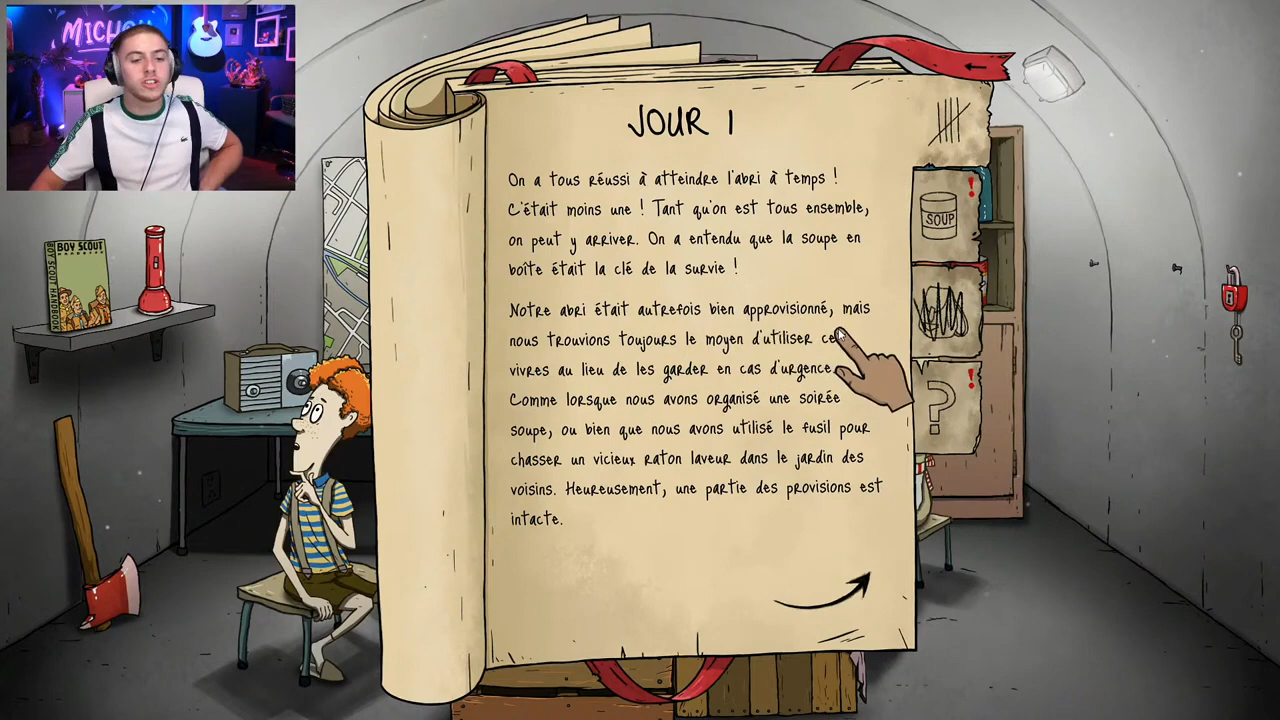 MICHOU
JOUR 1
On a tous réussi à atteindre l'abri à temps !
C'était moins une ! Tant qu'on est tous ensemble,
on peut y arriver. On a entendu que la soupe en
boîte était la clé de la survie !
Notre abri était autrefois bien approvisionné, mais
nous trouvions toujours le moyen d'utiliser
vivres au lieu de les garder en cas d'urgence.
Comme lorsque nous avons organisé une soirée
soupe, ou bien que nous avons utilisé le fusil pour
chasser un vicieux raton laveur dans le jardin des
voisins. Heureusement, une partie des provisions est
intacte.
!
SOUP
!
?
BOY SCOUT
BOY SCOUT HANDBOOK